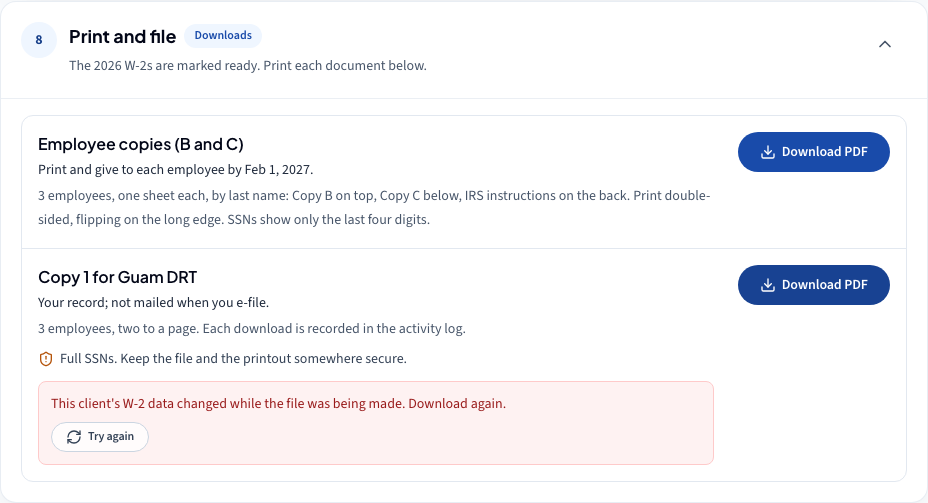 8
Print and file
Downloads
The 2026 W-2s are marked ready. Print each document below.
Employee copies (B and C)
Download PDF
Print and give to each employee by Feb 1, 2027.
3 employees, one sheet each, by last name: Copy B on top, Copy C below, IRS instructions on the back. Print double-
sided, flipping on the long edge. SSNs show only the last four digits.
Copy 1 for Guam DRT
Download PDF
Your record; not mailed when you e-file.
3 employees, two to a page. Each download is recorded in the activity log.
Full SSNs. Keep the file and the printout somewhere secure.
This client's W-2 data changed while the file was being made. Download again.
Try again